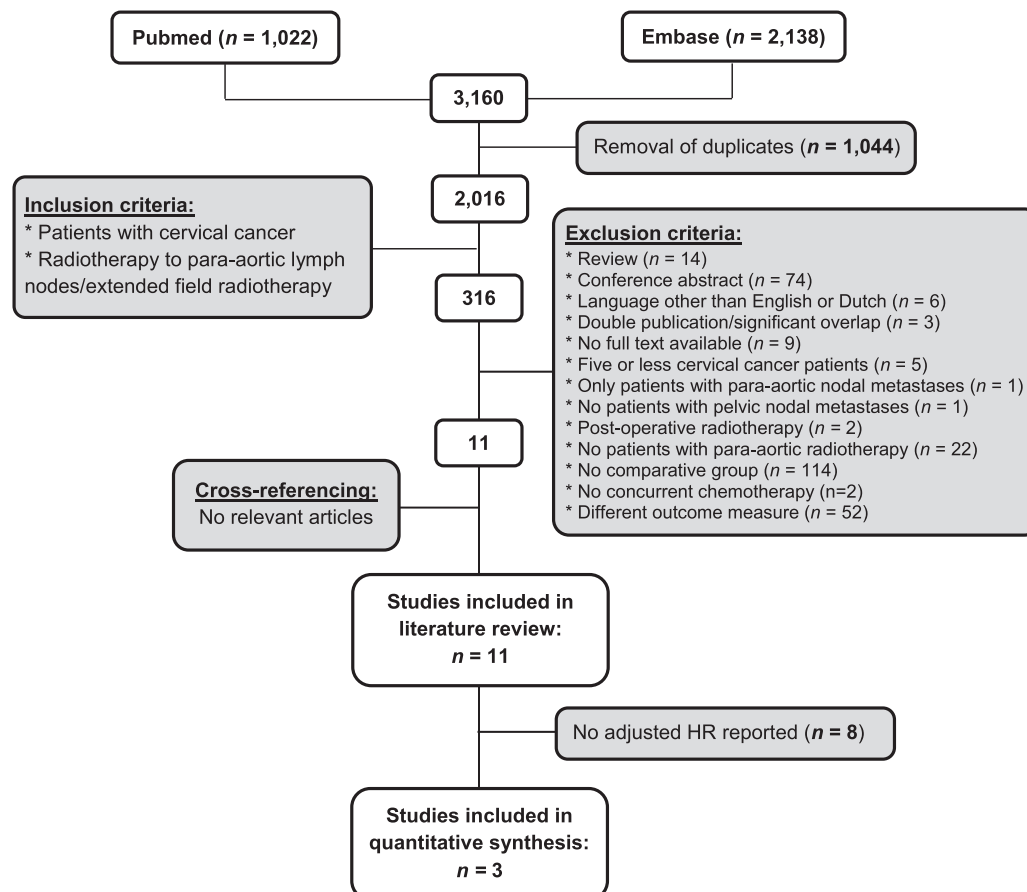 Pubmed (n = 1,022)
Embase (n = 2,138)
3,160
Removal of duplicates (n = 1,044)
2,016
Inclusion criteria:
* Patients with cervical cancer
* Radiotherapy to para-aortic lymph
nodes/extended field radiotherapy
316
Exclusion criteria:
* Review (n = 14)
* Conference abstract (n = 74)
* Language other than English or Dutch (n = 6)
* Double publication/significant overlap (n = 3)
* No full text available (n = 9)
* Five or less cervical cancer patients (n = 5)
* Only patients with para-aortic nodal metastases (n = 1)
* No patients with pelvic nodal metastases (n = 1)
* Post-operative radiotherapy (n = 2)
* No patients with para-aortic radiotherapy (n = 22)
* No comparative group (n = 114)
* No concurrent chemotherapy (n=2)
* Different outcome measure (n = 52)
11
Cross-referencing:
No relevant articles
Studies included in
literature review:
n = 11
No adjusted HR reported (n = 8)
Studies included in
quantitative synthesis:
n = 3